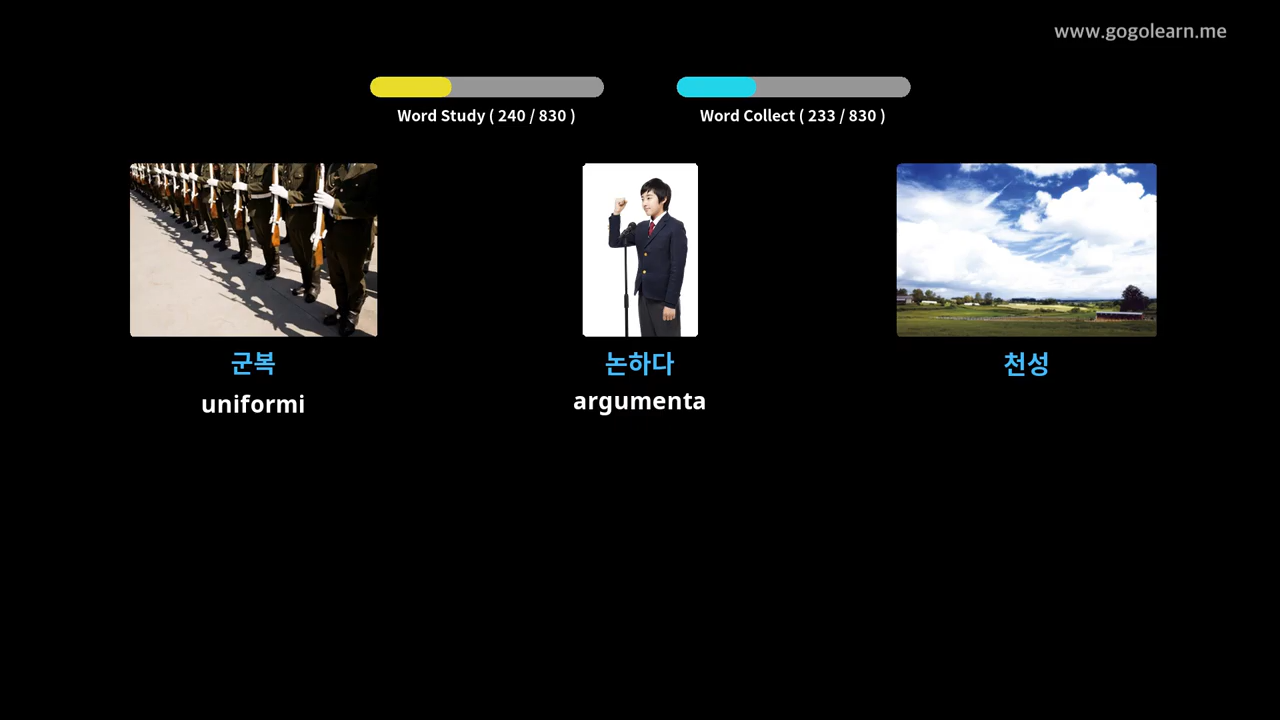 www.gogolearn.me
Word Study ( 240 / 830 )
Word Collect ( 233 / 830 )
군복
논하다
천성
uniformi
argumenta